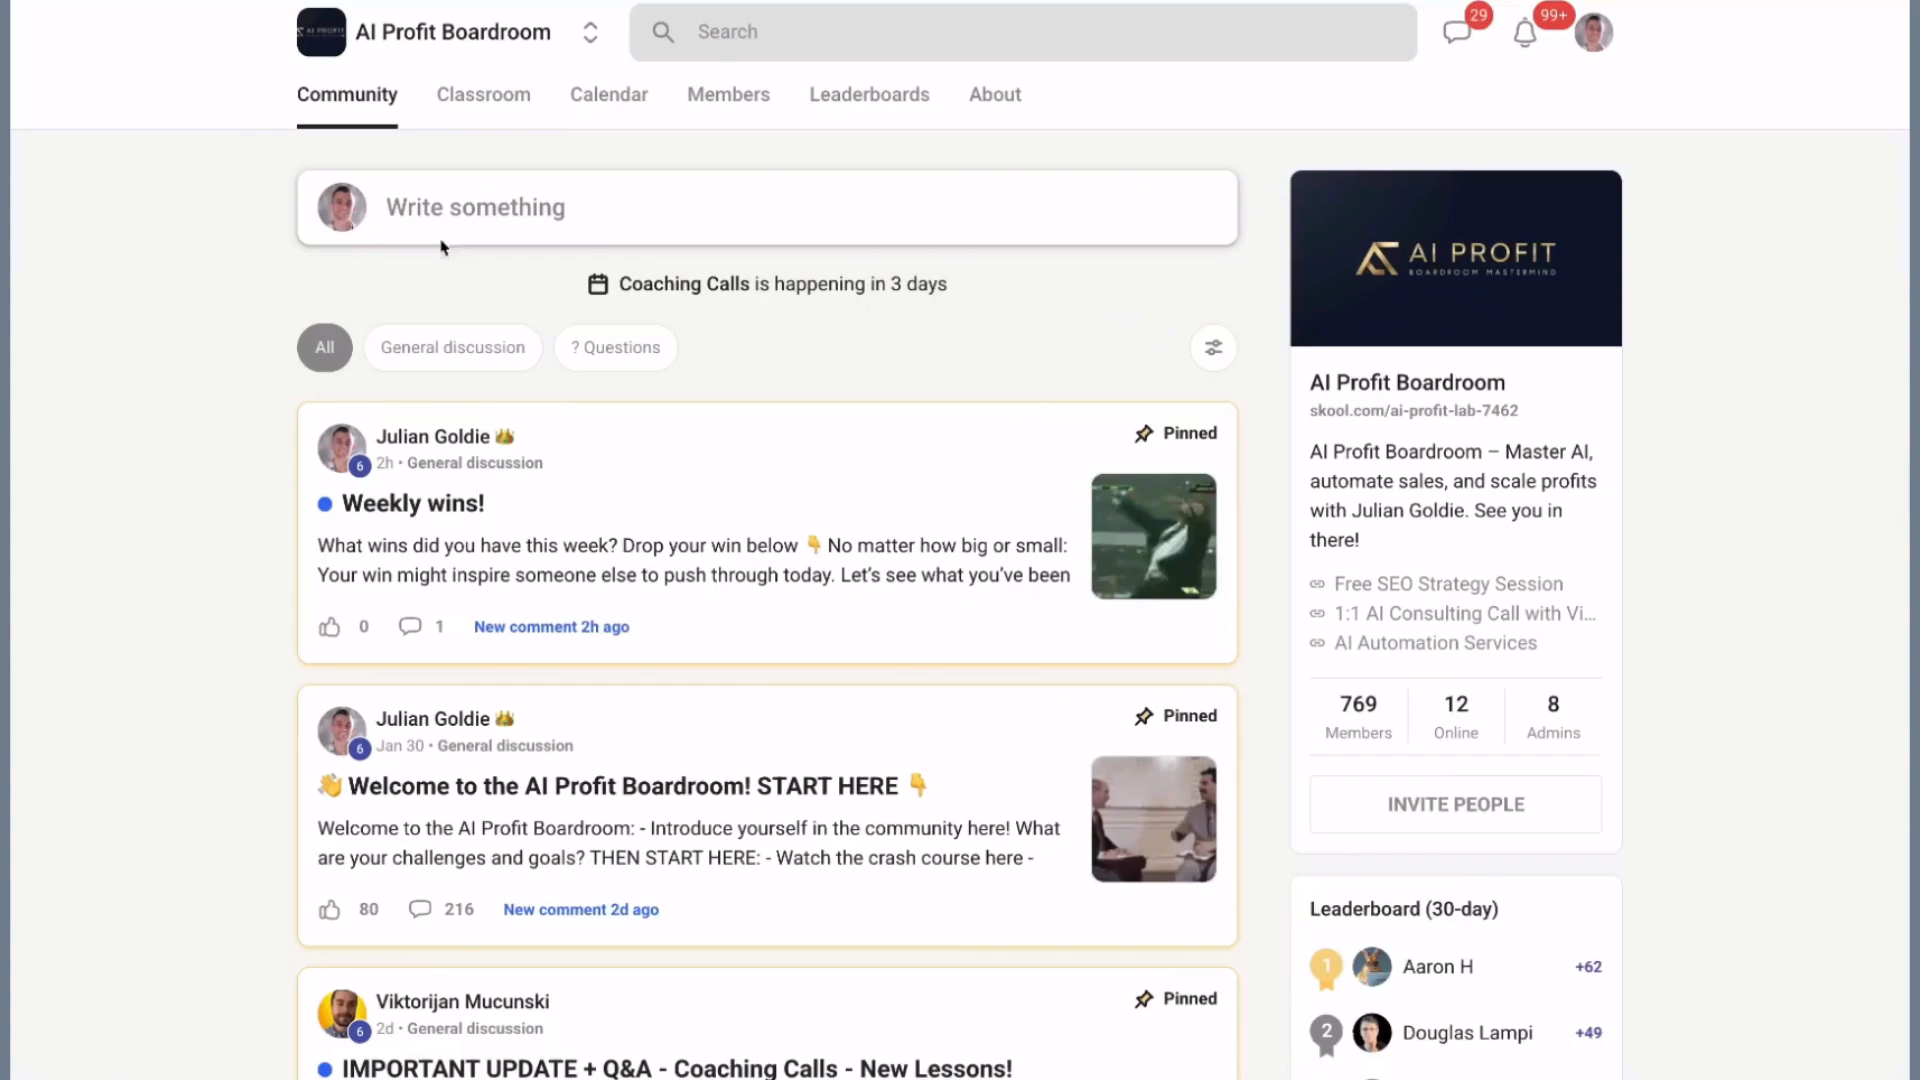 AI Profit Boardroom
Search
29
99+
Community
Classroom
Calendar
Members
Leaderboards
About
Write something
Coaching Calls is happening in 3 days
All
General discussion
? Questions
Julian Goldie
6
2h • General discussion
Pinned
Weekly wins!
What wins did you have this week? Drop your win below 👇 No matter how big or small:
Your win might inspire someone else to push through today. Let's see what you've been
0
1
New comment 2h ago
Julian Goldie
6
Jan 30 • General discussion
Pinned
👋 Welcome to the AI Profit Boardroom! START HERE 👇
Welcome to the AI Profit Boardroom: - Introduce yourself in the community here! What
are your challenges and goals? THEN START HERE: - Watch the crash course here -
80
216
New comment 2d ago
Viktorijan Mucunski
6
2d • General discussion
Pinned
IMPORTANT UPDATE + Q&A - Coaching Calls - New Lessons!
AI PROFIT
BOARDROOM MASTERMIND
AI Profit Boardroom
skool.com/ai-profit-lab-7462
AI Profit Boardroom – Master AI,
automate sales, and scale profits
with Julian Goldie. See you in
there!
Free SEO Strategy Session
1:1 AI Consulting Call with Vi...
AI Automation Services
769
Members
12
Online
8
Admins
INVITE PEOPLE
Leaderboard (30-day)
1
Aaron H
+62
2
Douglas Lampi
+49